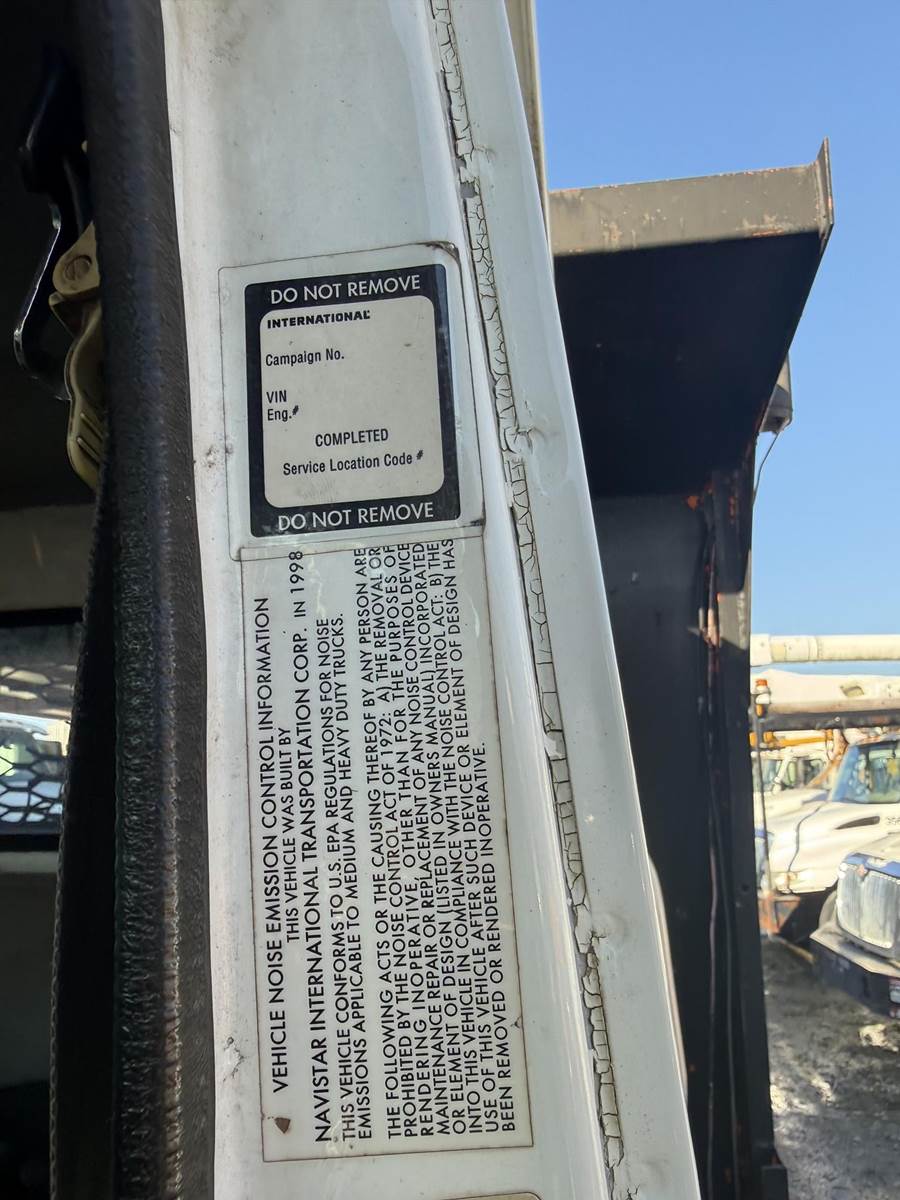 DO NOT REMOVE
INTERNATIONAL
Campaign No.
VIN
Eng.#
COMPLETED
Service Location Code #
DO NOT REMOVE
VEHICLE NOISE EMISSION CONTROL INFORMATION
THIS VEHICLE WAS BUILT BY
NAVISTAR INTERNATIONAL TRANSPORTATION CORP. IN 1998
THIS VEHICLE CONFORMS TO U.S. EPA REGULATIONS FOR NOISE
EMISSIONS APPLICABLE TO MEDIUM AND HEAVY DUTY TRUCKS.
THE FOLLOWING ACTS OR THE CAUSING THEREOF BY ANY PERSON ARE
PROHIBITED BY THE NOISE CONTROL ACT OF 1972: A) THE REMOVAL OR
RENDERING INOPERATIVE, OTHER THAN FOR THE PURPOSES OF
MAINTENANCE REPAIR OR REPLACEMENT OF ANY NOISE CONTROL DEVICE
OR ELEMENT OF DESIGN (LISTED IN OWNERS MANUAL) INCORPORATED
INTO THIS VEHICLE IN COMPLIANCE WITH THE NOISE CONTROL ACT: B) THE
USE OF THIS VEHICLE AFTER SUCH DEVICE OR ELEMENT OF DESIGN HAS
BEEN REMOVED OR RENDERED INOPERATIVE.